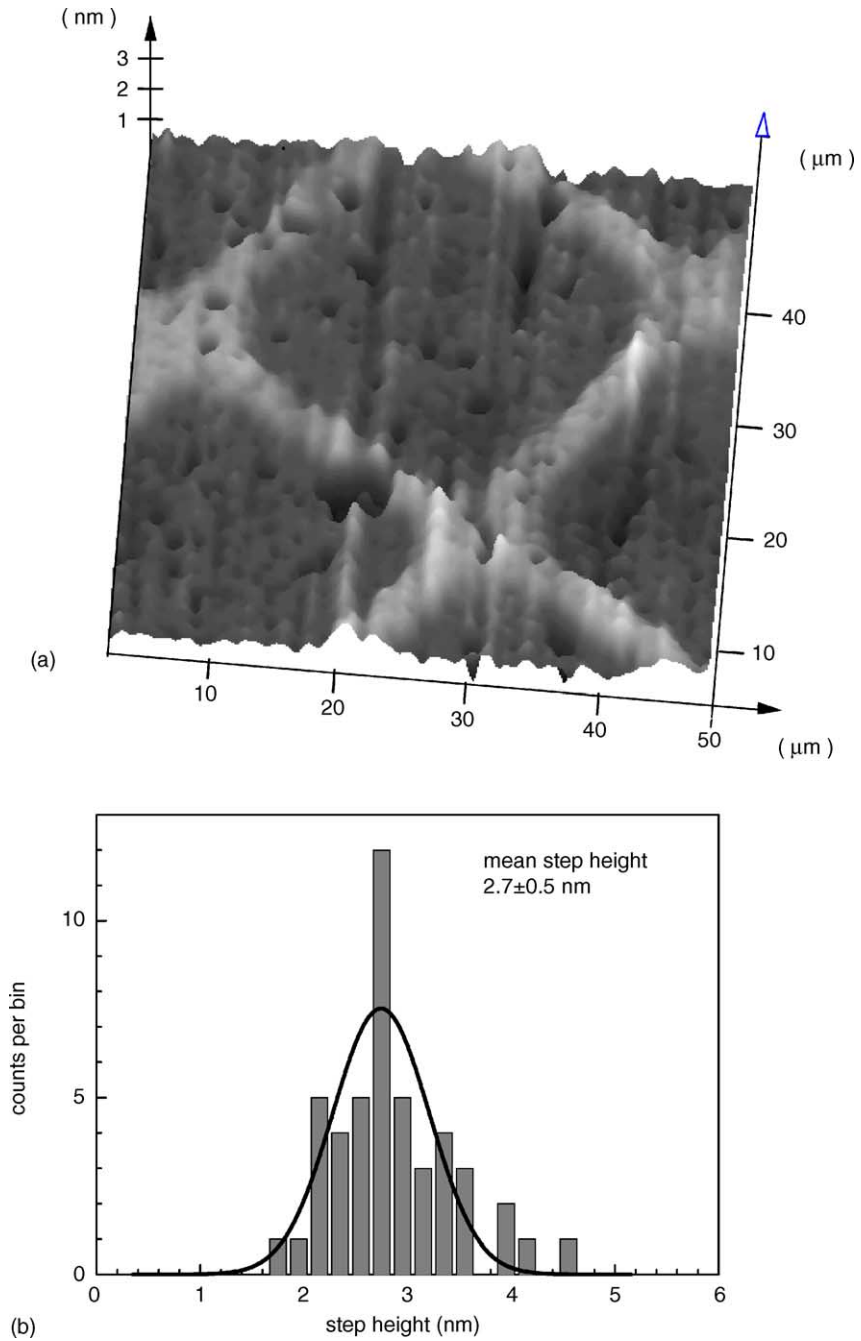 ( nm )
3
2
1
( μm )
40
30
20
10
(a)
10
20
30
40
50
( μm )
mean step height
2.7±0.5 nm
10
5
0
counts per bin
0 1 2 3 4 5 6
step height (nm)
(b)